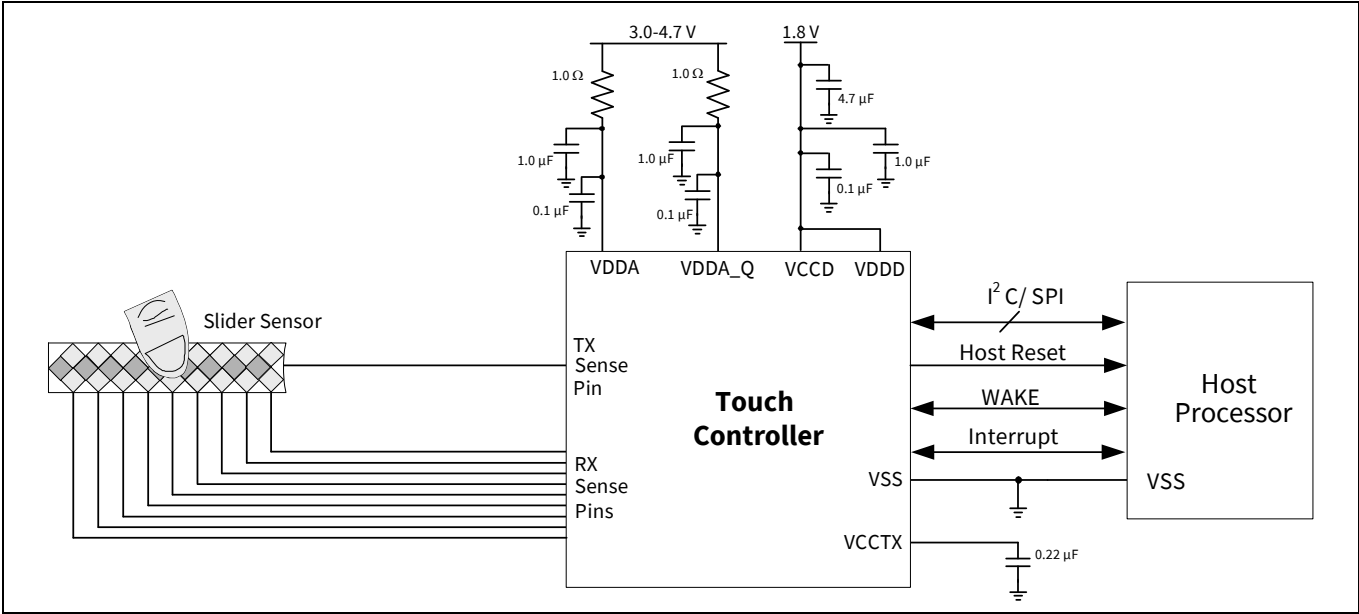 3.0-4.7 V
1.8 V
1.0 Ω
1.0 Ω
4.7 µF
1.0 µF
1.0 µF
1.0 µF
0.1 µF
0.1 µF
0.1 µF
VDDA
VDDA_Q
VCCD
VDDD
I2 C/ SPI
Slider Sensor
TX
Sense
Pin
Host Reset
WAKE
Interrupt
Touch
Controller
Host
Processor
RX
Sense
Pins
VSS
VSS
VCCTX
0.22 µF